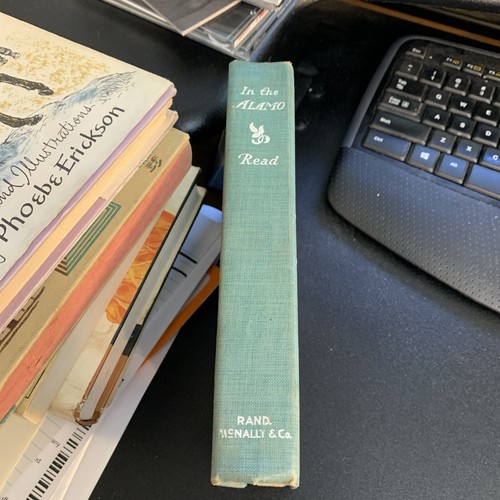 In the
ALAMO
Read
RAND.
McNALLY & Co.
and Illustrations
Phoebe Erickson